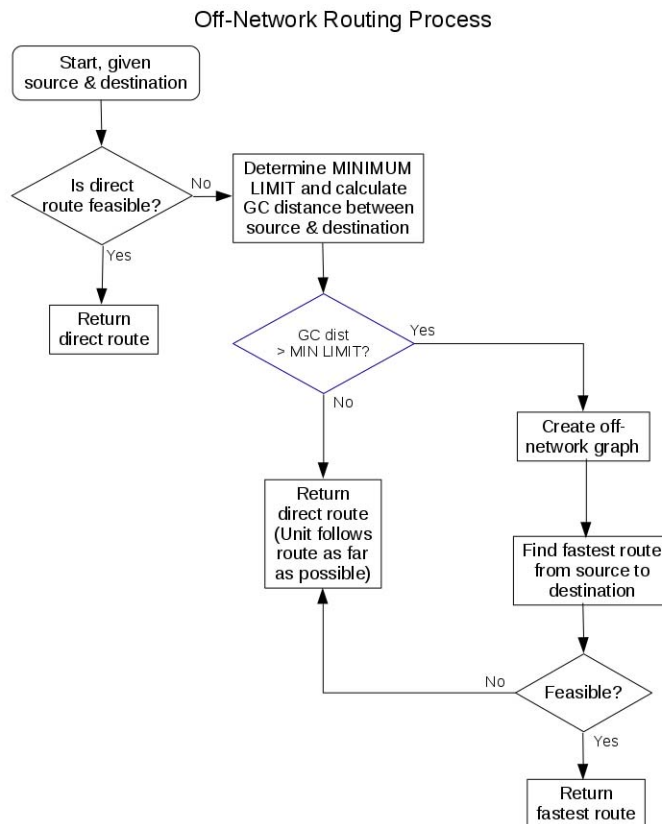 Off-Network Routing Process
Start, given
source & destination
Is direct
route feasible?
No
Yes
Return
direct route
Determine MINIMUM
LIMIT and calculate
GC distance between
source & destination
GC dist
> MIN LIMIT?
Yes
No
Return
direct route
(Unit follows
route as far
as possible)
Create off-
network graph
Find fastest route
from source to
destination
Feasible?
No
Yes
Return
fastest route